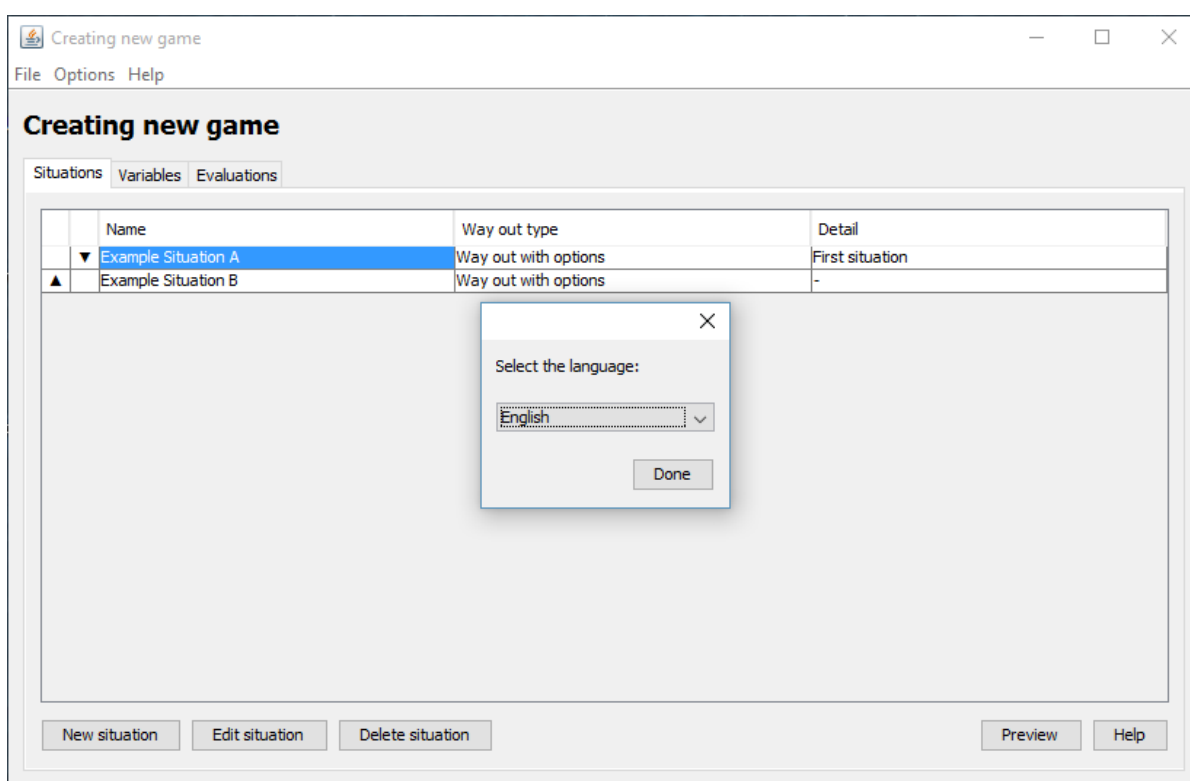 Creating new game
File Options Help
Creating new game
Situations Variables Evaluations
Name Way out type Detail
▼ Example Situation A Way out with options First situation
▲ Example Situation B Way out with options -
Select the language:
English
Done
New situation Edit situation Delete situation Preview Help